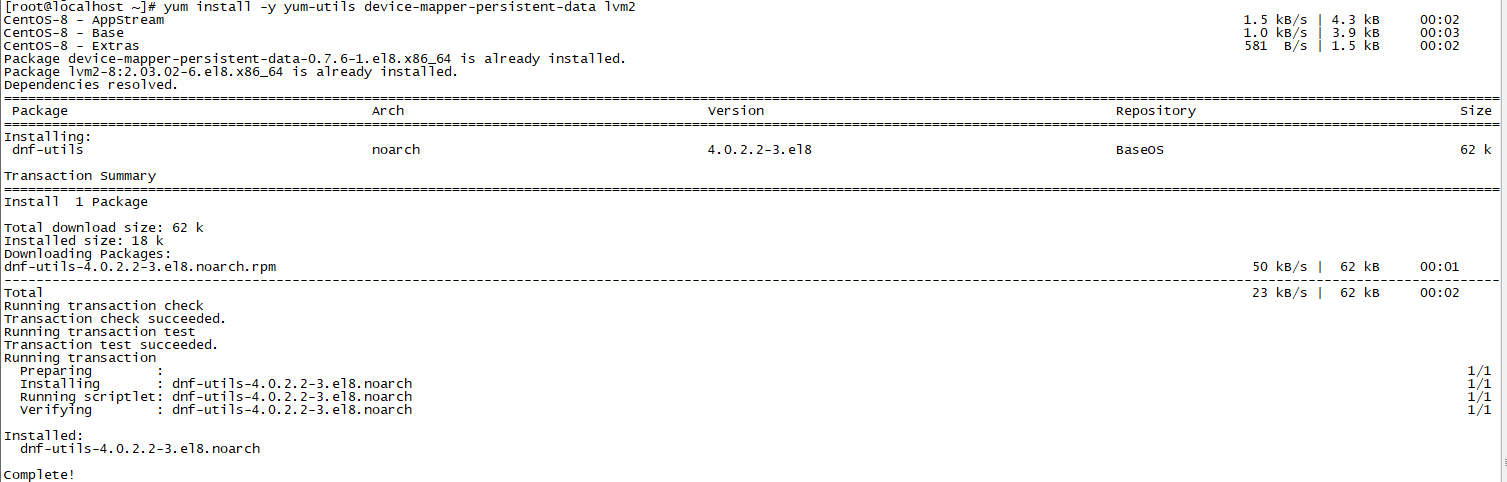 [root@localhost ~]# yum install -y yum-utils device-mapper-persistent-data lvm2
CentOS-8 - AppStream 1.5 kB/s | 4.3 kB 00:02
CentOS-8 - Base 1.0 kB/s | 3.9 kB 00:03
CentOS-8 - Extras 581 B/s | 1.5 kB 00:02
Package device-mapper-persistent-data-0.7.6-1.el8.x86_64 is already installed.
Package lvm2-8:2.03.02-6.el8.x86_64 is already installed.
Dependencies resolved.
Package Arch Version Repository Size
Installing:
dnf-utils noarch 4.0.2.2-3.el8 BaseOS 62 k
Transaction Summary
Install 1 Package
Total download size: 62 k
Installed size: 18 k
Downloading Packages:
dnf-utils-4.0.2.2-3.el8.noarch.rpm 50 kB/s | 62 kB 00:01
Total 23 kB/s | 62 kB 00:02
Running transaction check
Transaction check succeeded.
Running transaction test
Transaction test succeeded.
Running transaction
Preparing : 1/1
Installing : dnf-utils-4.0.2.2-3.el8.noarch 1/1
Running scriptlet: dnf-utils-4.0.2.2-3.el8.noarch 1/1
Verifying : dnf-utils-4.0.2.2-3.el8.noarch 1/1
Installed:
dnf-utils-4.0.2.2-3.el8.noarch
Complete!